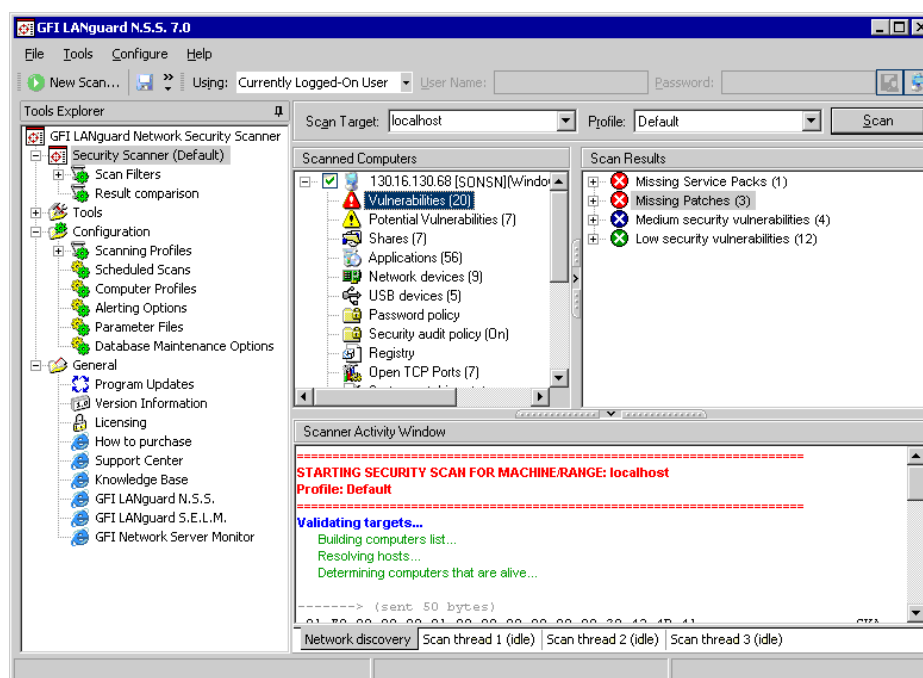 GFI LANguard N.S.S. 7.0
File Tools Configure Help
New Scan... » Using: Currently Logged-On User User Name: Password:
Tools Explorer
GFI LANguard Network Security Scanner
Security Scanner (Default)
Scan Filters
Result comparison
Tools
Configuration
Scanning Profiles
Scheduled Scans
Computer Profiles
Alerting Options
Parameter Files
Database Maintenance Options
General
Program Updates
Version Information
Licensing
How to purchase
Support Center
Knowledge Base
GFI LANguard N.S.S.
GFI LANguard S.E.L.M.
GFI Network Server Monitor
Scan Target: localhost Profile: Default Scan
Scanned Computers
130.16.130.68 [SONSN](Window
Vulnerabilities (20)
Potential Vulnerabilities (7)
Shares (7)
Applications (56)
Network devices (9)
USB devices (5)
Password policy
Security audit policy (On)
Registry
Open TCP Ports (7)
Scan Results
Missing Service Packs (1)
Missing Patches (3)
Medium security vulnerabilities (4)
Low security vulnerabilities (12)
Scanner Activity Window
STARTING SECURITY SCAN FOR MACHINE/RANGE: localhost
Profile: Default
Validating targets...
Building computers list...
Resolving hosts...
Determining computers that are alive...
-------> (sent 50 bytes)
Network discovery Scan thread 1 (idle) Scan thread 2 (idle) Scan thread 3 (idle)